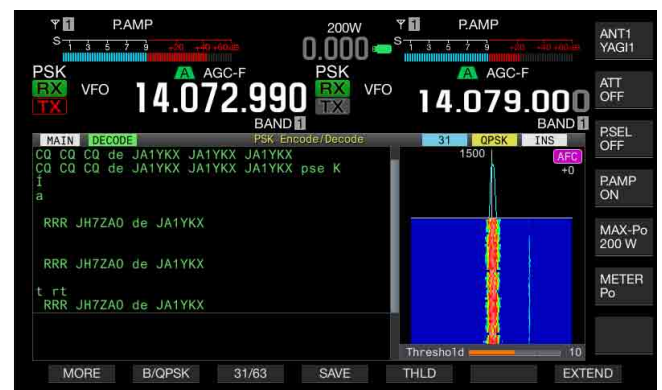 1 P.AMP 200W 1 P.AMP
S 1 3 5 7 9 +20 +40 +60dB 0.000 S 1 3 5 7 9 +20 +40 +60dB
PSK A AGC-F PSK A AGC-F
RX VFO 14.072.990 RX VFO 14.079.000
TX BAND 1 TX BAND 1
MAIN DECODE PSK Encode/Decode 31 QPSK INS
CQ CQ CQ de JA1YKX JA1YKX JA1YKX
CQ CQ CQ de JA1YKX JA1YKX JA1YKX pse K
Í
a
RRR JH7ZAO de JA1YKX
RRR JH7ZAO de JA1YKX
t rt
RRR JH7ZAO de JA1YKX
1500 AFC
+0
Threshold 10
MORE B/QPSK 31/63 SAVE THLD EXTEND
ANT1
YAGI1
ATT
OFF
P.SEL
OFF
P.AMP
ON
MAX-Po
200 W
METER
Po